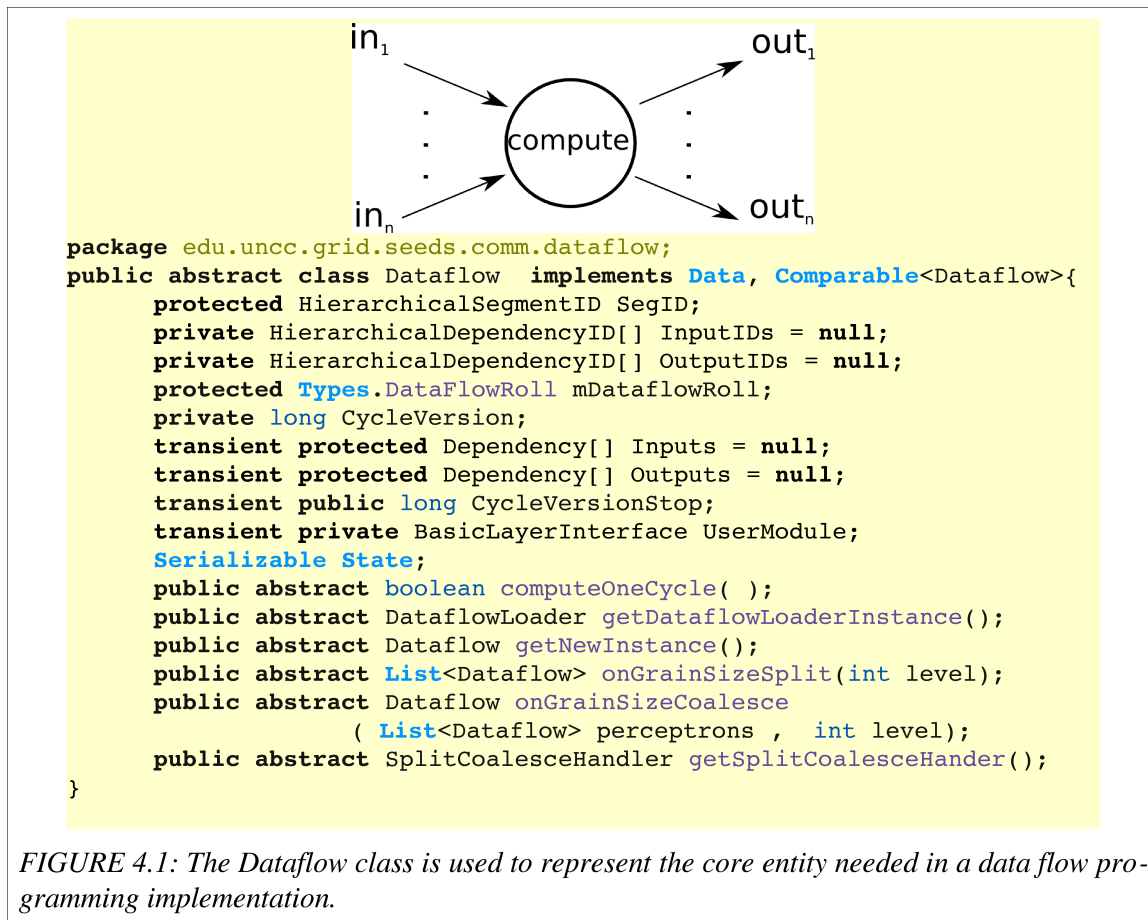 in1 out1
compute
inn outn
package edu.uncc.grid.seeds.comm.dataflow;
public abstract class Dataflow  implements Data, Comparable<Dataflow>{
protected HierarchicalSegmentID SegID;
private HierarchicalDependencyID[] InputIDs = null;
private HierarchicalDependencyID[] OutputIDs = null;
protected Types.DataFlowRoll mDataflowRoll;
private long CycleVersion;
transient protected Dependency[] Inputs = null;
transient protected Dependency[] Outputs = null;
transient public long CycleVersionStop;
transient private BasicLayerInterface UserModule;
Serializable State;
public abstract boolean computeOneCycle( );
public abstract DataflowLoader getDataflowLoaderInstance();
public abstract Dataflow getNewInstance();
public abstract List<Dataflow> onGrainSizeSplit(int level);
public abstract Dataflow onGrainSizeCoalesce
( List<Dataflow> perceptrons ,  int level);
public abstract SplitCoalesceHandler getSplitCoalesceHander();
}
FIGURE 4.1: The Dataflow class is used to represent the core entity needed in a data flow pro-
gramming implementation.